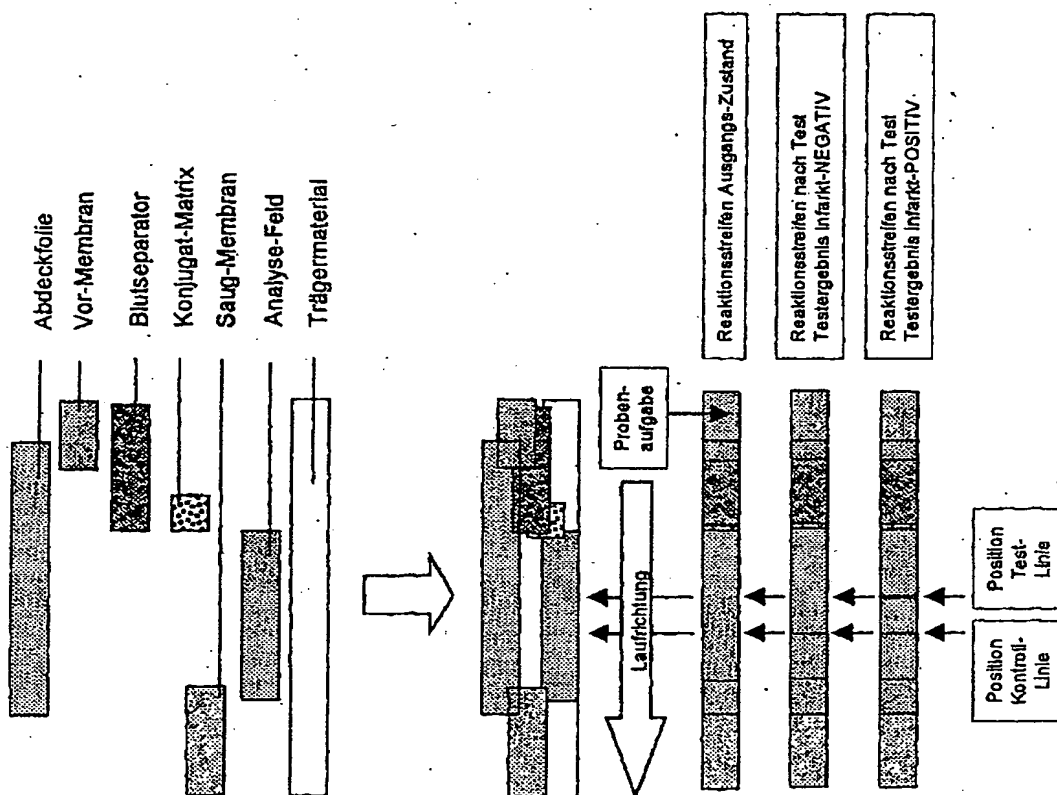 Abdeckfolie
Vor-Membran
Blutseparator
Konjugat-Matrix
Saug-Membran
Analyse-Feld
Trägermaterial
Proben-
aufgabe
Laufrichtung
Reaktionsstreifen Ausgangs-Zustand
Reaktionsstreifen nach Test
Testergebnis Infarkt-NEGATIV
Reaktionsstreifen nach Test
Testergebnis Infarkt-POSITIV
Position
Test-
Linie
Position
Kontroll-
Linie